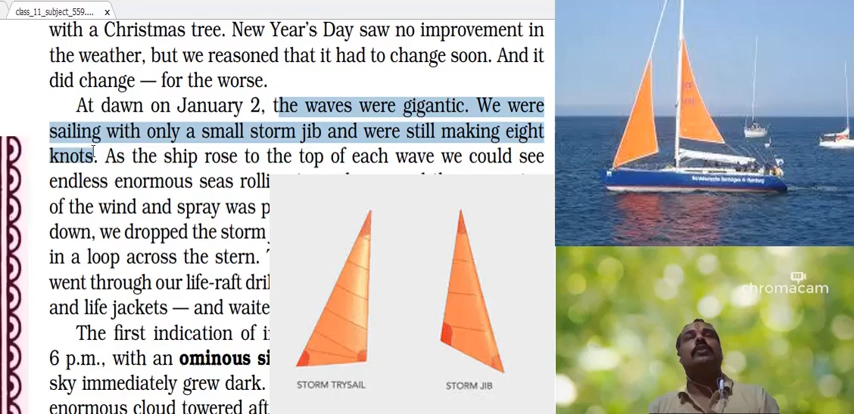 class_11_subject_559.... x
with a Christmas tree. New Year's Day saw no improvement in
the weather, but we reasoned that it had to change soon. And it
did change — for the worse.
At dawn on January 2, the waves were gigantic. We were
sailing with only a small storm jib and were still making eight
knots. As the ship rose to the top of each wave we could see
endless enormous seas rolli
of the wind and spray was p
down, we dropped the storm
in a loop across the stern.
went through our life-raft dril
and life jackets — and waite
The first indication of i
6 p.m., with an ominous si
sky immediately grew dark.
enormous cloud towered aft
STORM TRYSAIL
STORM JIB
chromacam